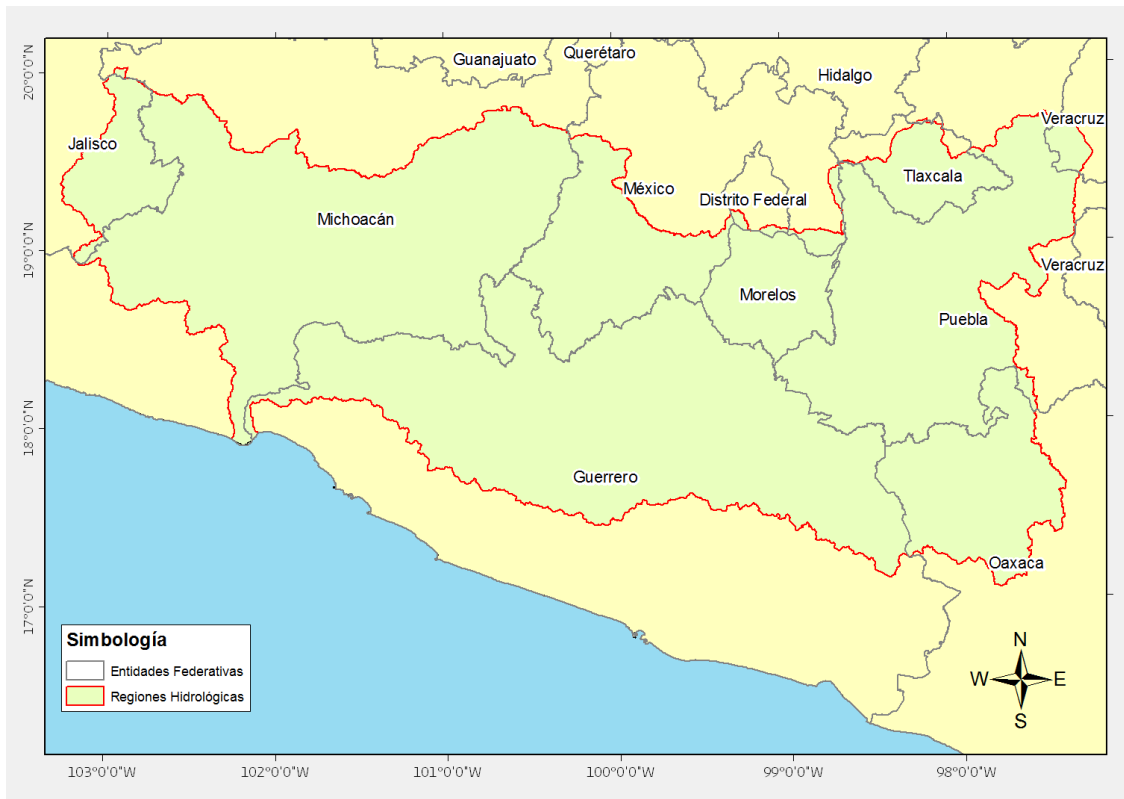 Querétaro
Guanajuato
Hidalgo
Veracruz
Jalisco
Tlaxcala
México
Distrito Federal
Michoacán
Veracruz
Morelos
Puebla
Guerrero
Oaxaca
20°0'0"N
19°0'0"N
18°0'0"N
17°0'0"N
Simbología
Entidades Federativas
Regiones Hidrológicas
N
W
E
S
103°0'0"W
102°0'0"W
101°0'0"W
100°0'0"W
99°0'0"W
98°0'0"W